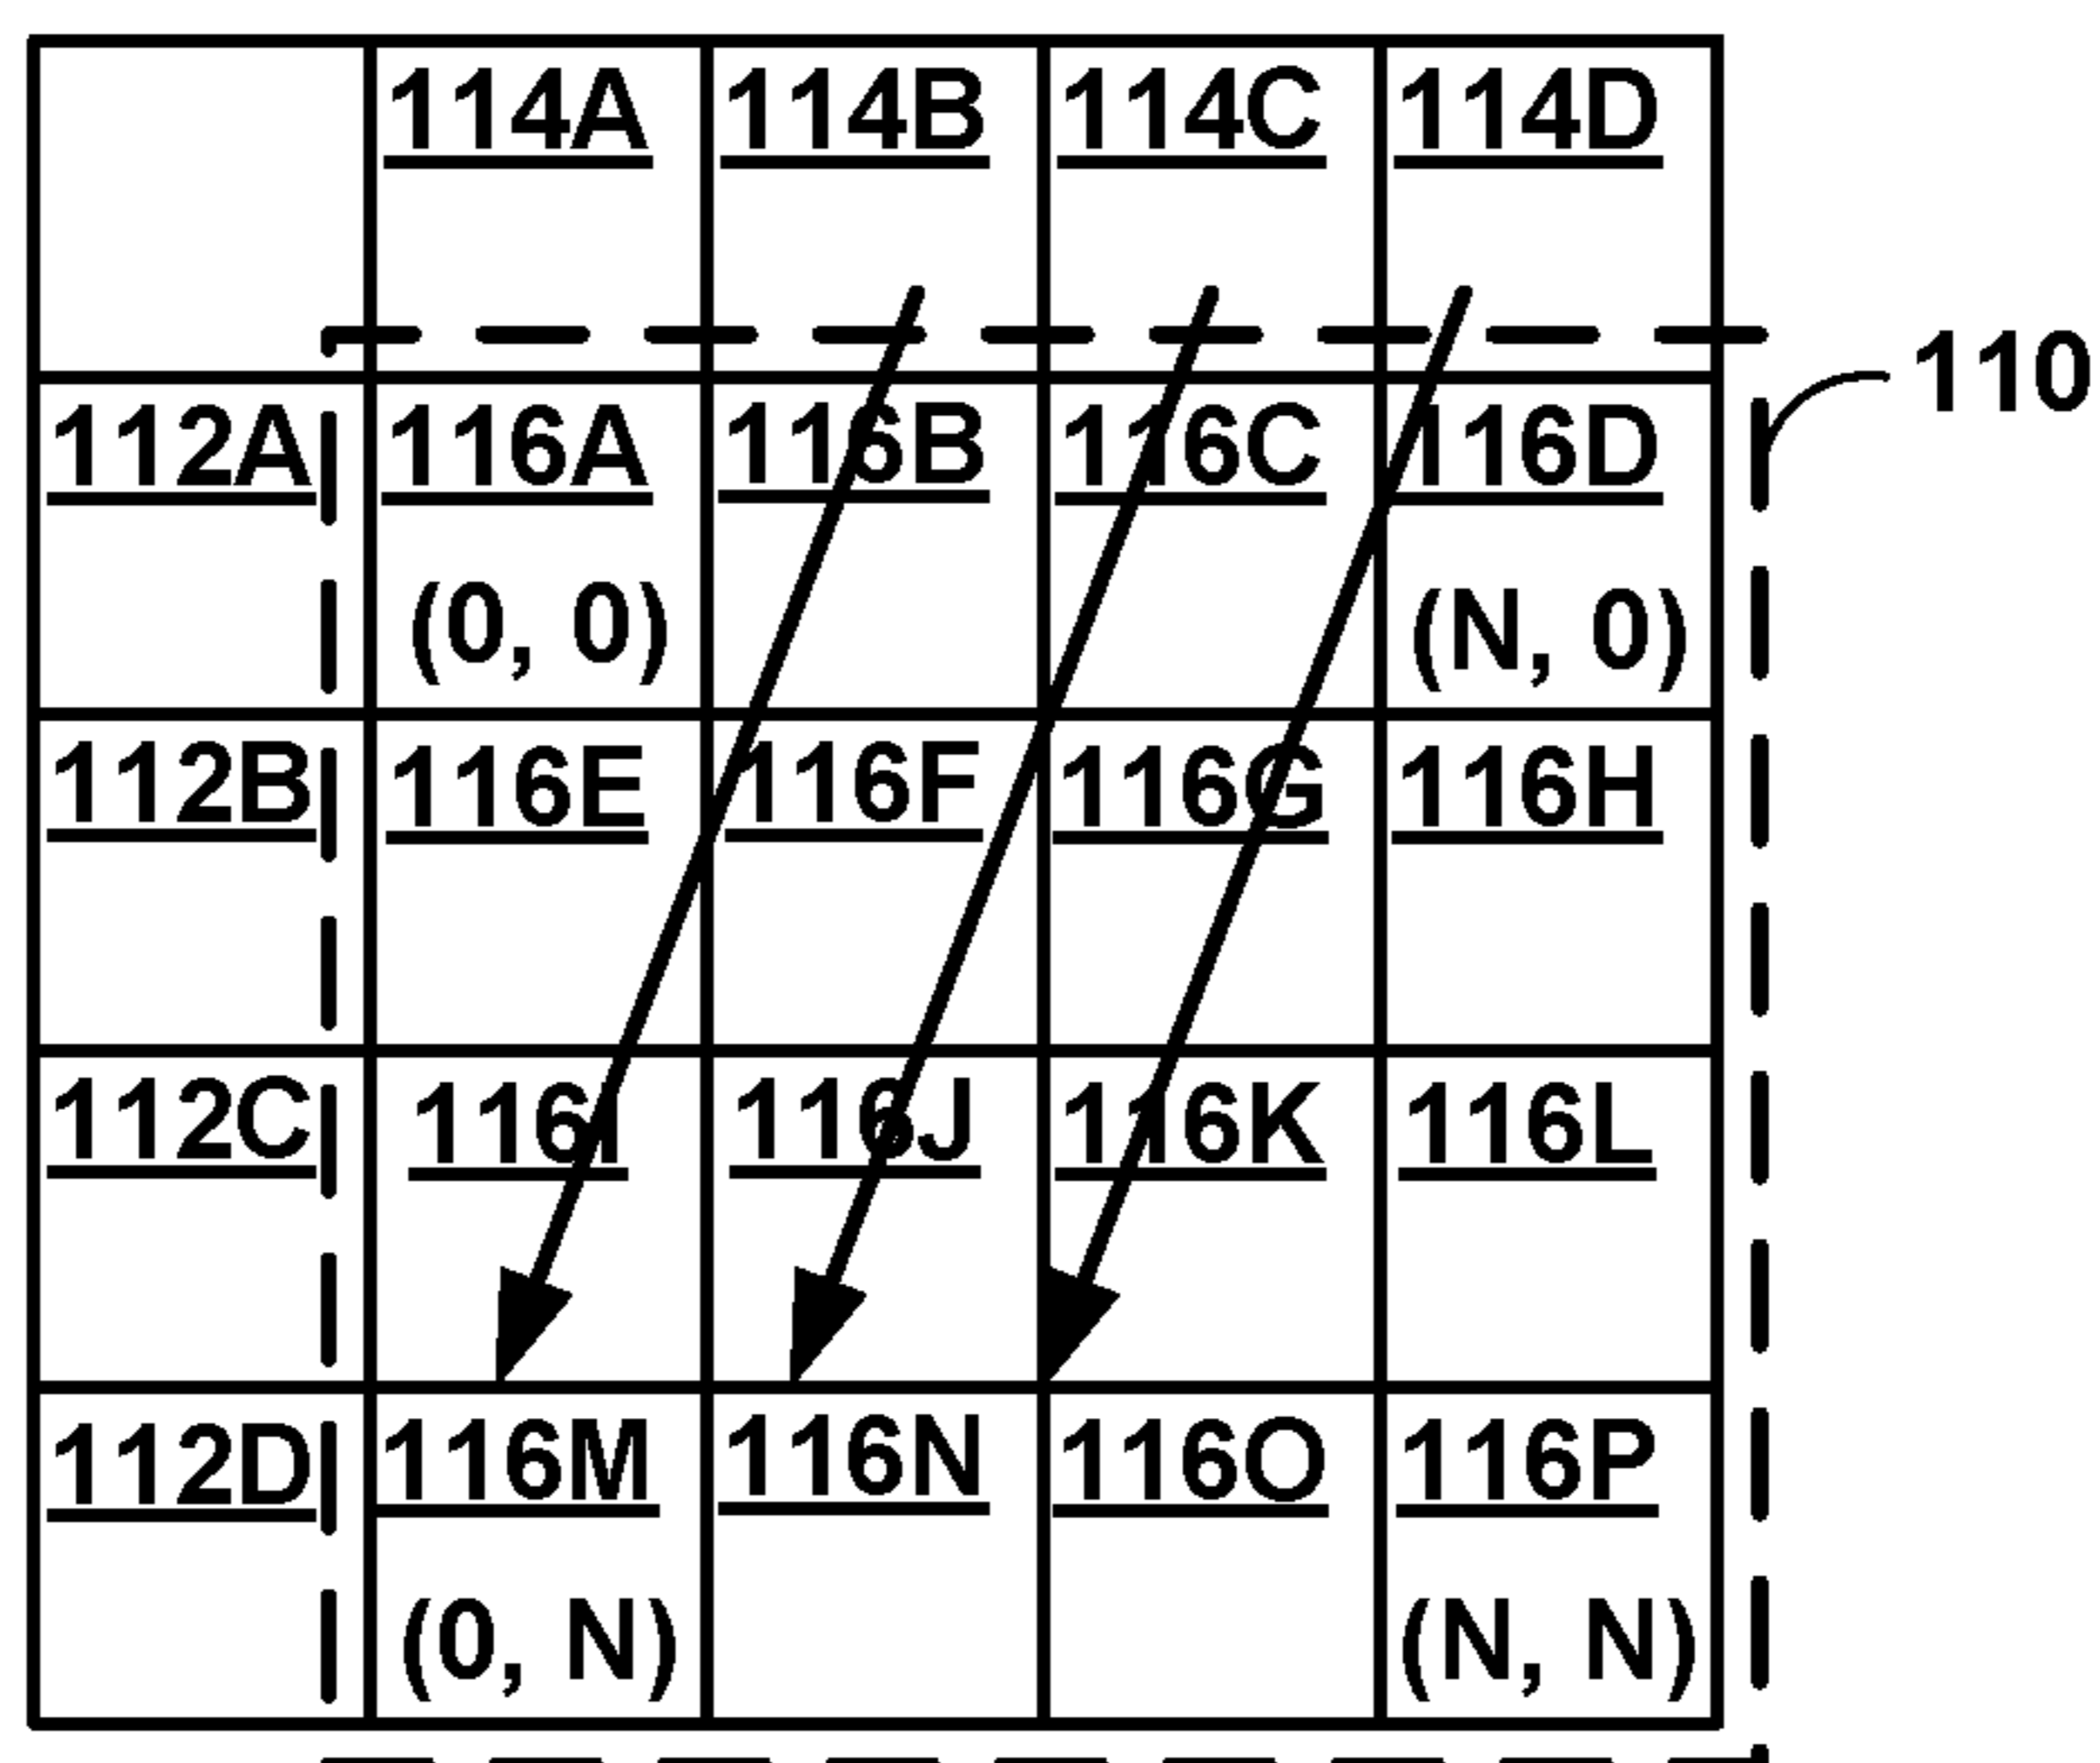 114A 114B 114C 114D
110
112A 116A 116B 116C 116D
(0, 0) (N, 0)
112B 116E 116F 116G 116H
112C 116I 116J 116K 116L
112D 116M 116N 116O 116P
(0, N) (N, N)